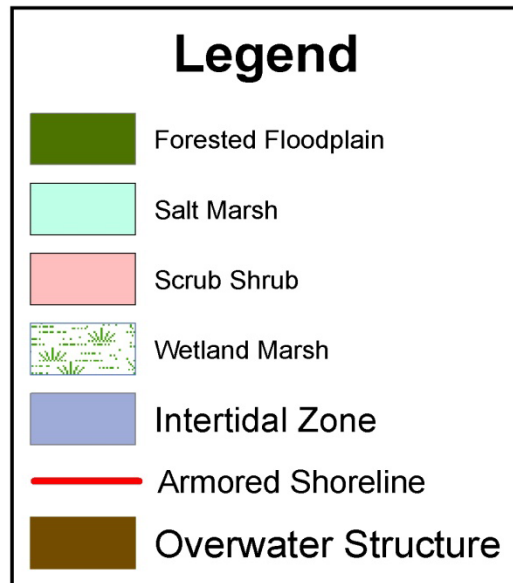 Legend
Forested Floodplain
Salt Marsh
Scrub Shrub
Wetland Marsh
Intertidal Zone
Armored Shoreline
Overwater Structure